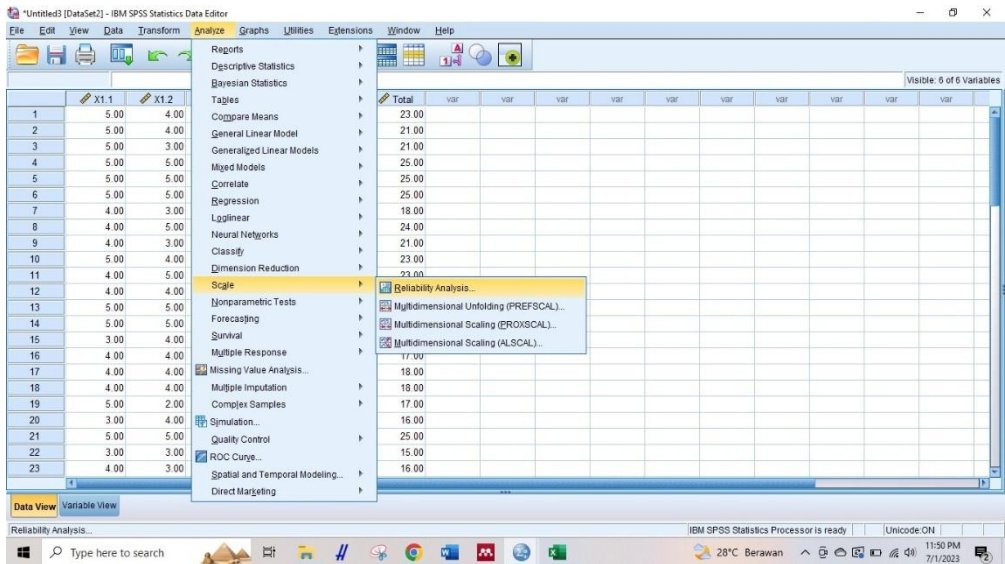 *Untitled3 [DataSet2] - IBM SPSS Statistics Data Editor
File Edit View Data Transform Analyze Graphs Utilities Extensions Window Help
Visible: 6 of 6 Variables
X1.1 X1.2 Total var var var var var var var var var
1 5.00 4.00 23.00
2 5.00 4.00 21.00
3 5.00 3.00 21.00
4 5.00 5.00 25.00
5 5.00 5.00 25.00
6 5.00 5.00 25.00
7 4.00 3.00 18.00
8 4.00 5.00 24.00
9 4.00 3.00 21.00
10 5.00 4.00 23.00
11 4.00 5.00 23.00
12 4.00 4.00
13 5.00 5.00
14 5.00 5.00
15 3.00 4.00
16 4.00 4.00 17.00
17 4.00 4.00 18.00
18 4.00 4.00 18.00
19 5.00 2.00 17.00
20 3.00 4.00 16.00
21 5.00 5.00 25.00
22 3.00 3.00 15.00
23 4.00 3.00 16.00
Reports
Descriptive Statistics
Bayesian Statistics
Tables
Compare Means
General Linear Model
Generalized Linear Models
Mixed Models
Correlate
Regression
Loglinear
Neural Networks
Classify
Dimension Reduction
Scale
Nonparametric Tests
Forecasting
Survival
Multiple Response
Missing Value Analysis...
Multiple Imputation
Complex Samples
Simulation...
Quality Control
ROC Curve...
Spatial and Temporal Modeling...
Direct Marketing
Reliability Analysis...
Multidimensional Unfolding (PREFSCAL)...
Multidimensional Scaling (PROXSCAL)...
Multidimensional Scaling (ALSCAL)...
Data View Variable View
Reliability Analysis... IBM SPSS Statistics Processor is ready Unicode:ON
Type here to search 28°C Berawan 11:50 PM
7/1/2023